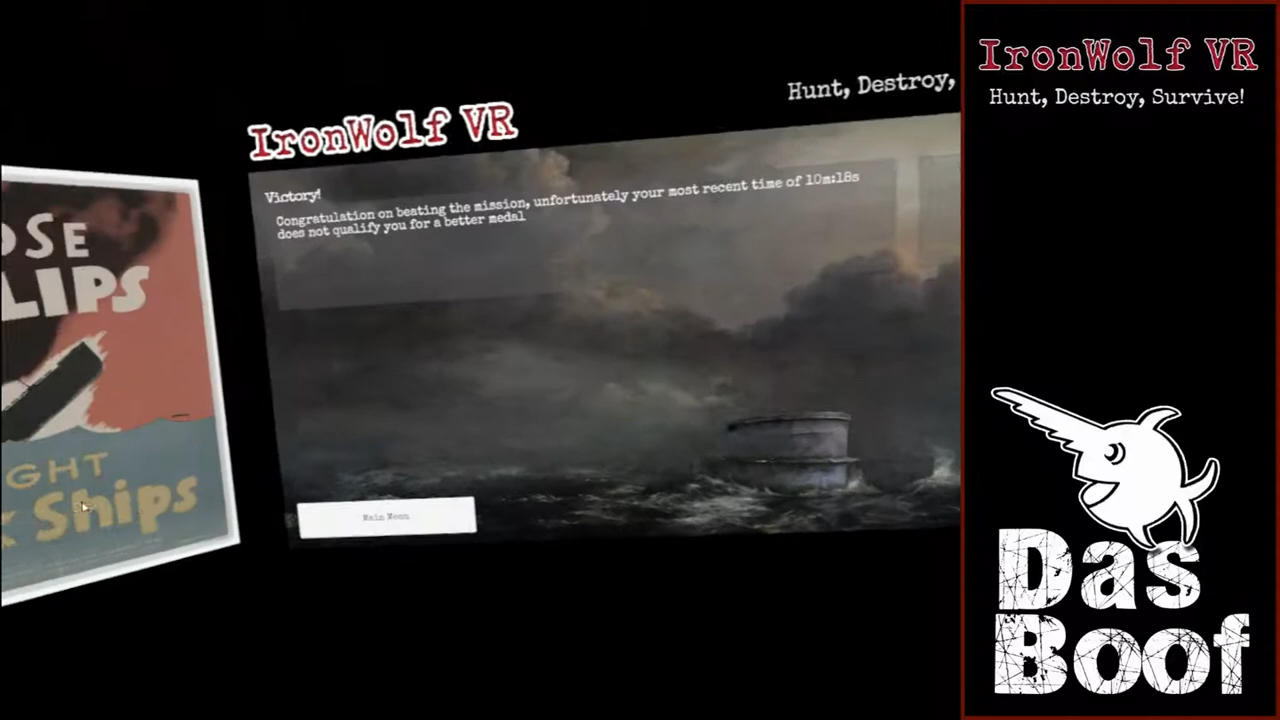 OSE
LIPS
GHT
Ships
IronWolf VR
Hunt, Destroy,
Victory!
Congratulation on beating the mission, unfortunately your most recent time of 10m:18s
does not qualify you for a better medal
Main Menu
IronWolf VR
Hunt, Destroy, Survive!
Das
Boof